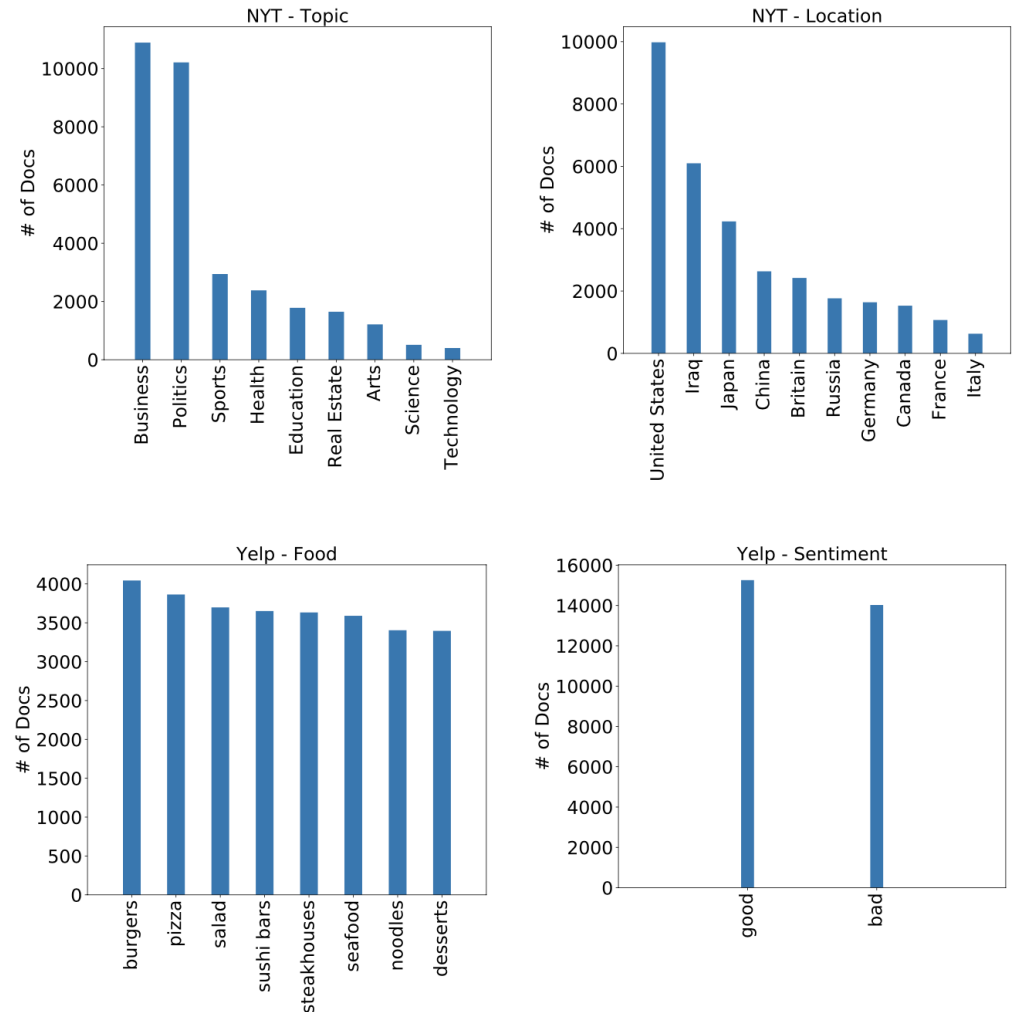 NYT - Topic
# of Docs
10000
8000
6000
4000
2000
0
Business
Politics
Sports
Health
Education
Real Estate
Arts
Science
Technology
NYT - Location
# of Docs
10000
8000
6000
4000
2000
0
United States
Iraq
Japan
China
Britain
Russia
Germany
Canada
France
Italy
Yelp - Food
# of Docs
4000
3500
3000
2500
2000
1500
1000
500
0
burgers
pizza
salad
sushi bars
steakhouses
seafood
noodles
desserts
Yelp - Sentiment
# of Docs
16000
14000
12000
10000
8000
6000
4000
2000
0
good
bad